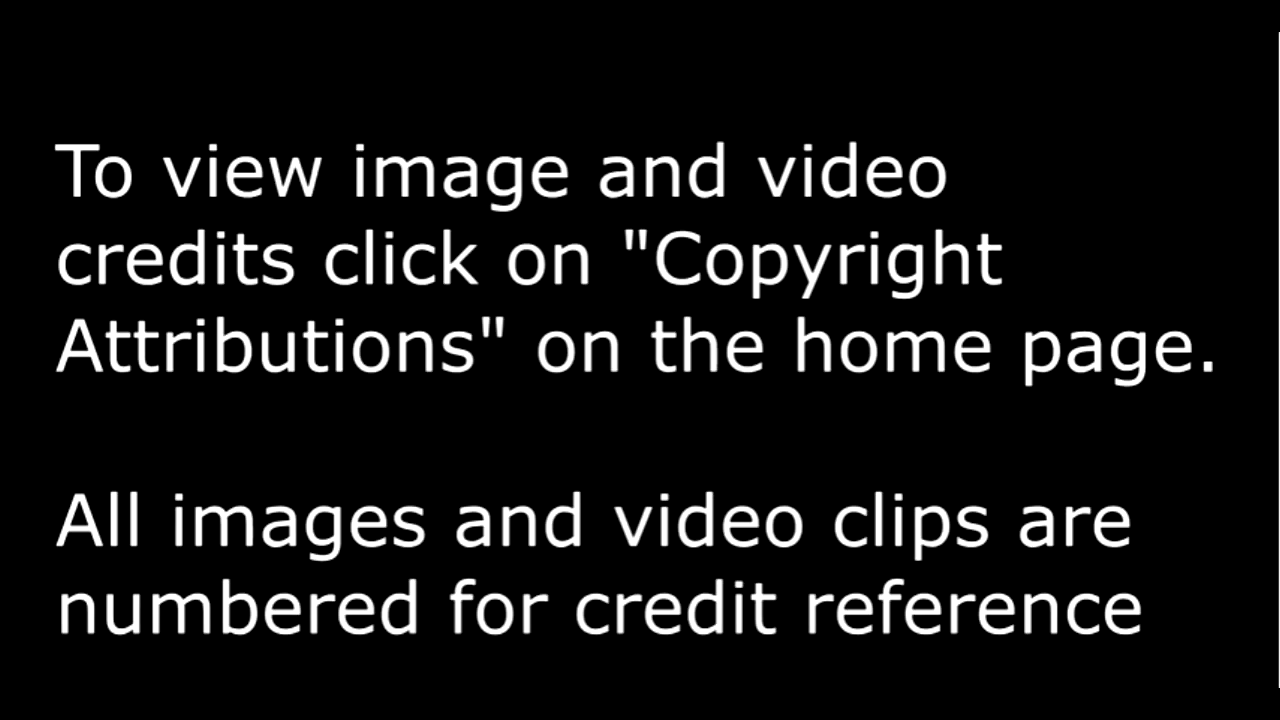 To view image and video
credits click on "Copyright
Attributions" on the home page.
All images and video clips are
numbered for credit reference